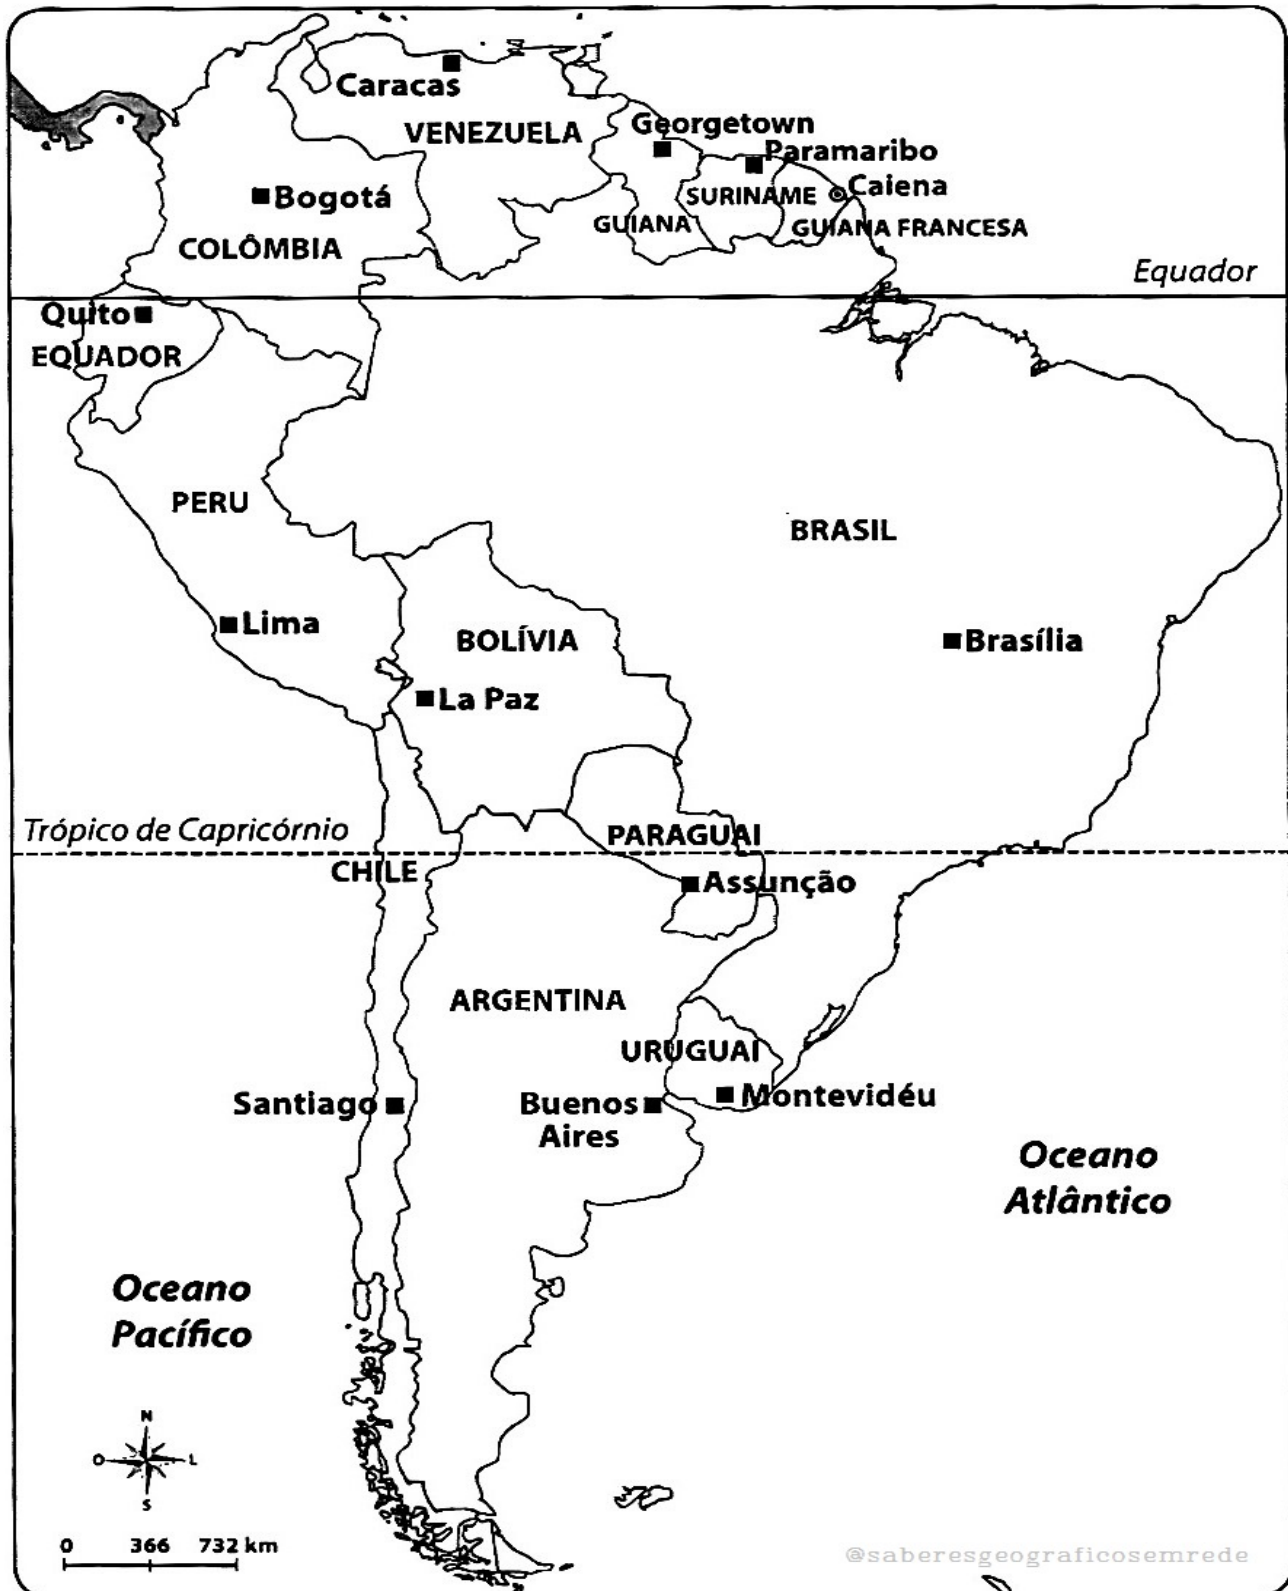 Caracas
VENEZUELA
Georgetown
Paramaribo
Bogotá
SURINAME
Caiena
GUIANA
GUIANA FRANCESA
COLÔMBIA
Equador
Quito
EQUADOR
PERU
BRASIL
Lima
BOLÍVIA
Brasília
La Paz
Trópico de Capricórnio
PARAGUAI
CHILE
Assunção
ARGENTINA
URUGUAI
Santiago
Buenos
Aires
Montevidéu
Oceano
Atlântico
Oceano
Pacífico
N
O L
S
0 366 732 km
@saberesgeograficosemrede